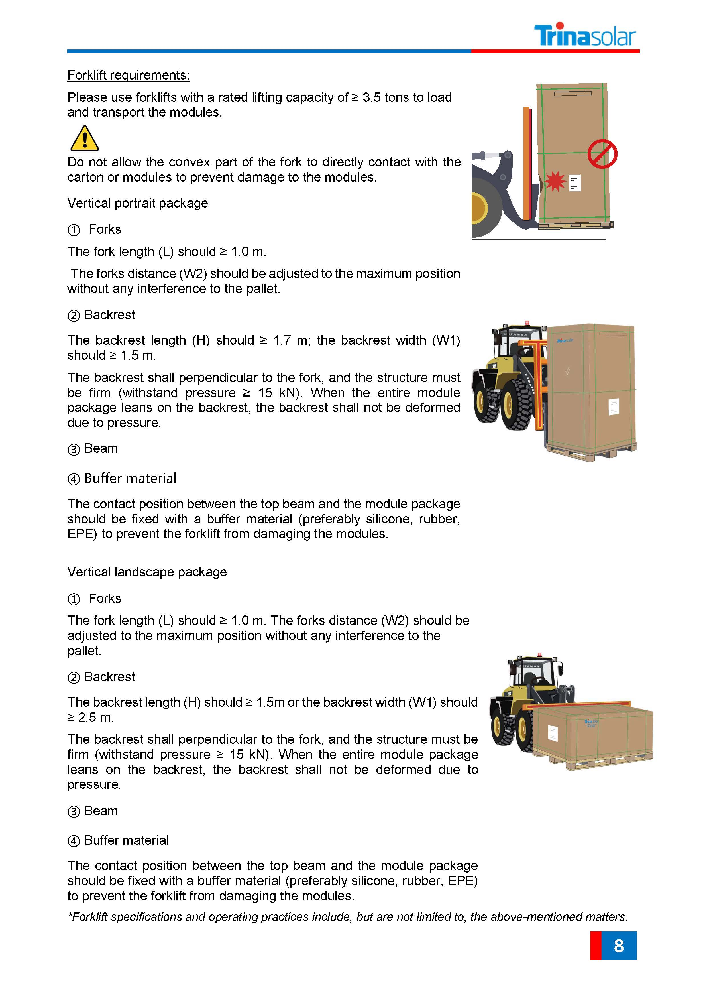 Trinasolar
Forklift requirements:
Please use forklifts with a rated lifting capacity of ≥ 3.5 tons to load
and transport the modules.
Do not allow the convex part of the fork to directly contact with the
carton or modules to prevent damage to the modules.
Vertical portrait package
① Forks
The fork length (L) should ≥ 1.0 m.
The forks distance (W2) should be adjusted to the maximum position
without any interference to the pallet.
② Backrest
The backrest length (H) should ≥ 1.7 m; the backrest width (W1)
should ≥ 1.5 m.
The backrest shall perpendicular to the fork, and the structure must
be firm (withstand pressure ≥ 15 kN). When the entire module
package leans on the backrest, the backrest shall not be deformed
due to pressure.
KOMATSU
Trinasolar
③ Beam
④ Buffer material
The contact position between the top beam and the module package
should be fixed with a buffer material (preferably silicone, rubber,
EPE) to prevent the forklift from damaging the modules.
Vertical landscape package
① Forks
The fork length (L) should ≥ 1.0 m. The forks distance (W2) should be
adjusted to the maximum position without any interference to the
pallet.
② Backrest
The backrest length (H) should ≥ 1.5m or the backrest width (W1) should
≥ 2.5 m.
The backrest shall perpendicular to the fork, and the structure must be
firm (withstand pressure ≥ 15 kN). When the entire module package
leans on the backrest, the backrest shall not be deformed due to
pressure.
Trinasolar
③ Beam
④ Buffer material
The contact position between the top beam and the module package
should be fixed with a buffer material (preferably silicone, rubber, EPE)
to prevent the forklift from damaging the modules.
*Forklift specifications and operating practices include, but are not limited to, the above-mentioned matters.
8